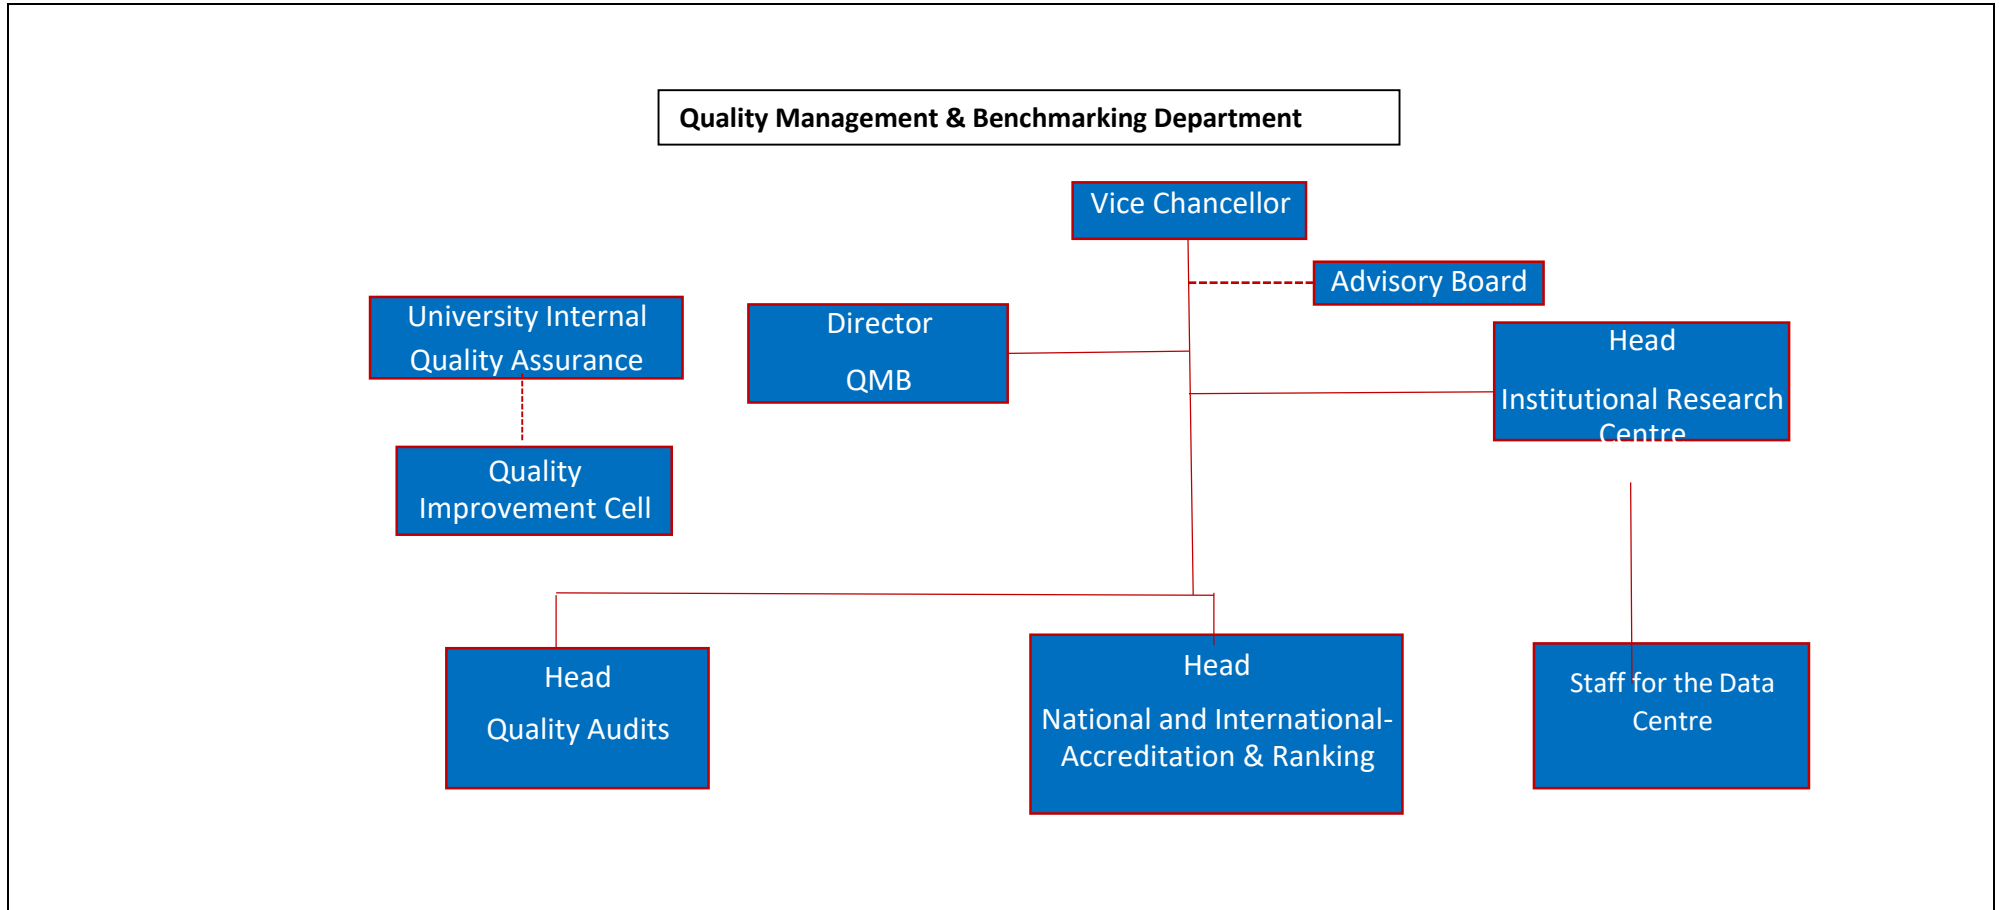 Quality Management & Benchmarking Department
Vice Chancellor
Advisory Board
University Internal
Quality Assurance
Director
QMB
Head
Institutional Research
Centre
Quality
Improvement Cell
Head
Quality Audits
Head
National and International-
Accreditation & Ranking
Staff for the Data
Centre